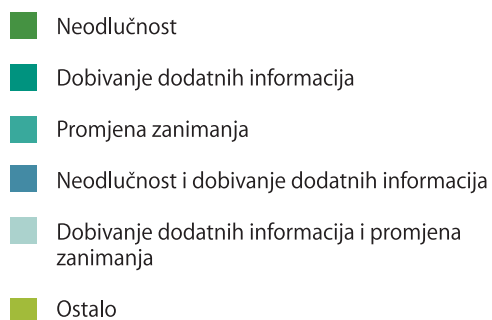 Neodlučnost
Dobivanje dodatnih informacija
Promjena zanimanja
Neodlučnost i dobivanje dodatnih informacija
Dobivanje dodatnih informacija i promjena
zanimanja
Ostalo